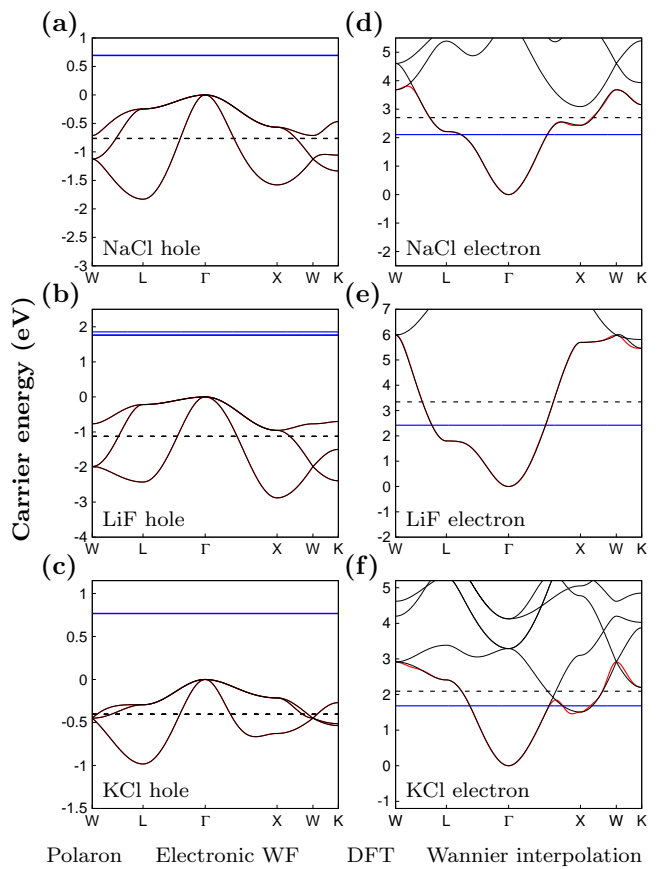 (a)
1
0.5
0
-0.5
-1
-1.5
-2
-2.5
-3
NaCl hole
W L Γ X W K
(d)
5
4
3
2
1
0
-1
-2
NaCl electron
W L Γ X W K
Carrier energy (eV)
(b)
2
1
0
-1
-2
-3
-4
LiF hole
W L Γ X W K
(e)
7
6
5
4
3
2
1
0
-1
-2
LiF electron
W L Γ X W K
(c)
1
0.5
0
-0.5
-1
-1.5
KCl hole
W L Γ X W K
(f)
5
4
3
2
1
0
-1
KCl electron
W L Γ X W K
Polaron Electronic WF DFT Wannier interpolation